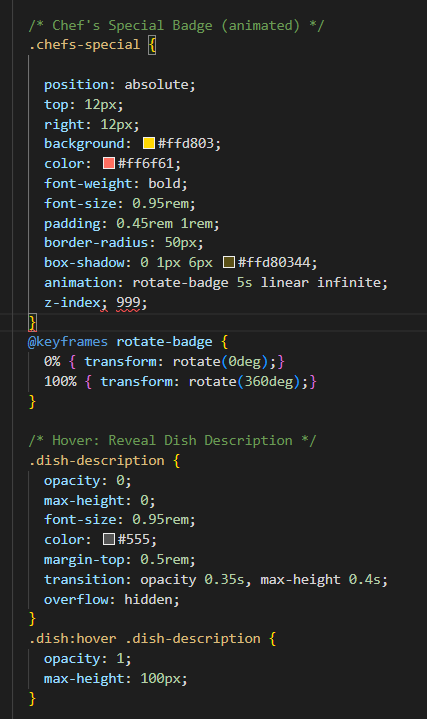 /* Chef's Special Badge (animated) */
.chefs-special {
position: absolute;
top: 12px;
right: 12px;
background: #ffd803;
color: #ff6f61;
font-weight: bold;
font-size: 0.95rem;
padding: 0.45rem 1rem;
border-radius: 50px;
box-shadow: 0 1px 6px #ffd80344;
animation: rotate-badge 5s linear infinite;
z-index; 999;
}
@keyframes rotate-badge {
0% { transform: rotate(0deg);}
100% { transform: rotate(360deg);}
}
/* Hover: Reveal Dish Description */
.dish-description {
opacity: 0;
max-height: 0;
font-size: 0.95rem;
color: #555;
margin-top: 0.5rem;
transition: opacity 0.35s, max-height 0.4s;
overflow: hidden;
}
.dish:hover .dish-description {
opacity: 1;
max-height: 100px;
}